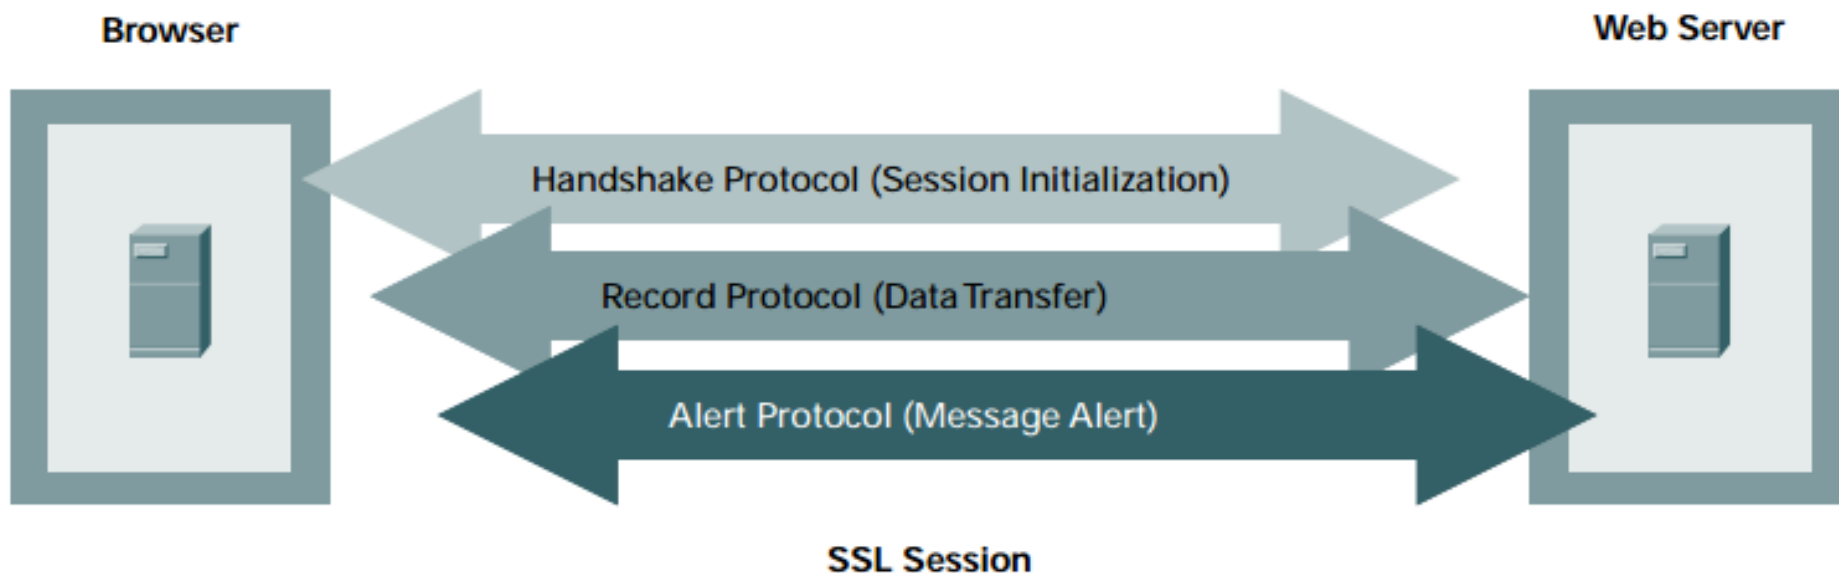 Browser
Web Server
Handshake Protocol (Session Initialization)
Record Protocol (Data Transfer)
Alert Protocol (Message Alert)
SSL Session